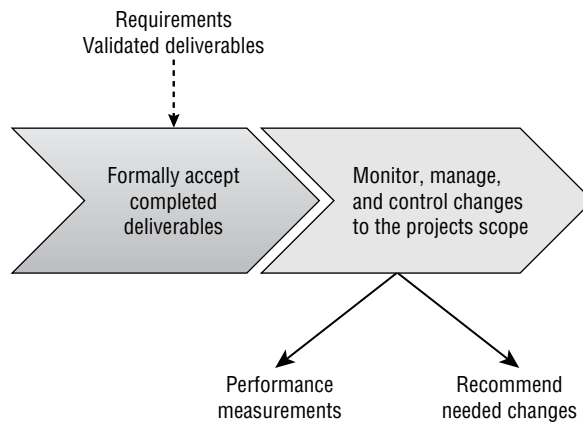 Requirements
Validated deliverables
Formally accept
completed
deliverables
Monitor, manage,
and control changes
to the projects scope
Performance
measurements
Recommend
needed changes